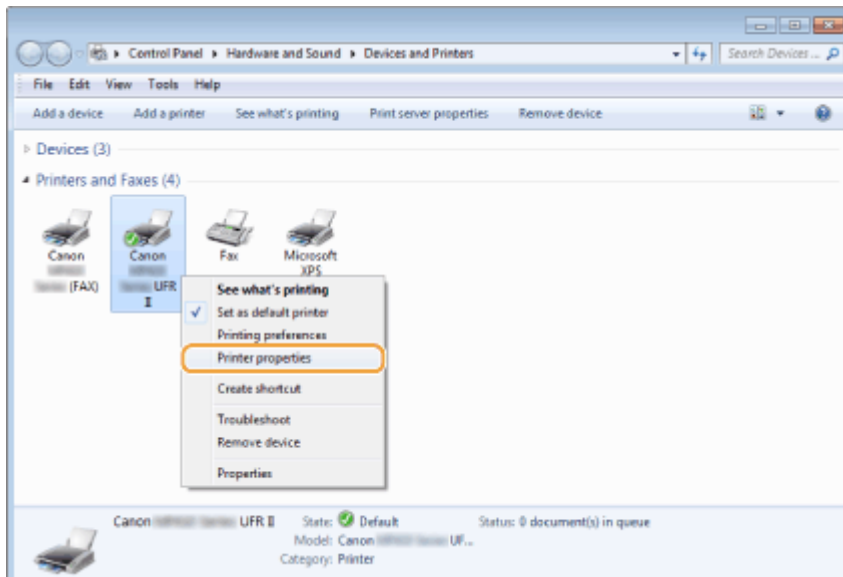 Control Panel ▸ Hardware and Sound ▸ Devices and Printers
Search Devices ...
File Edit View Tools Help
Add a device Add a printer See what's printing Print server properties Remove device
Devices (3)
Printers and Faxes (4)
Canon
(FAX)
Canon
UFR
II
Fax
Microsoft
XPS
See what's printing
Set as default printer
Printing preferences
Printer properties
Create shortcut
Troubleshoot
Remove device
Properties
Canon UFR II State: Default Status: 0 document(s) in queue
Model: Canon UF...
Category: Printer